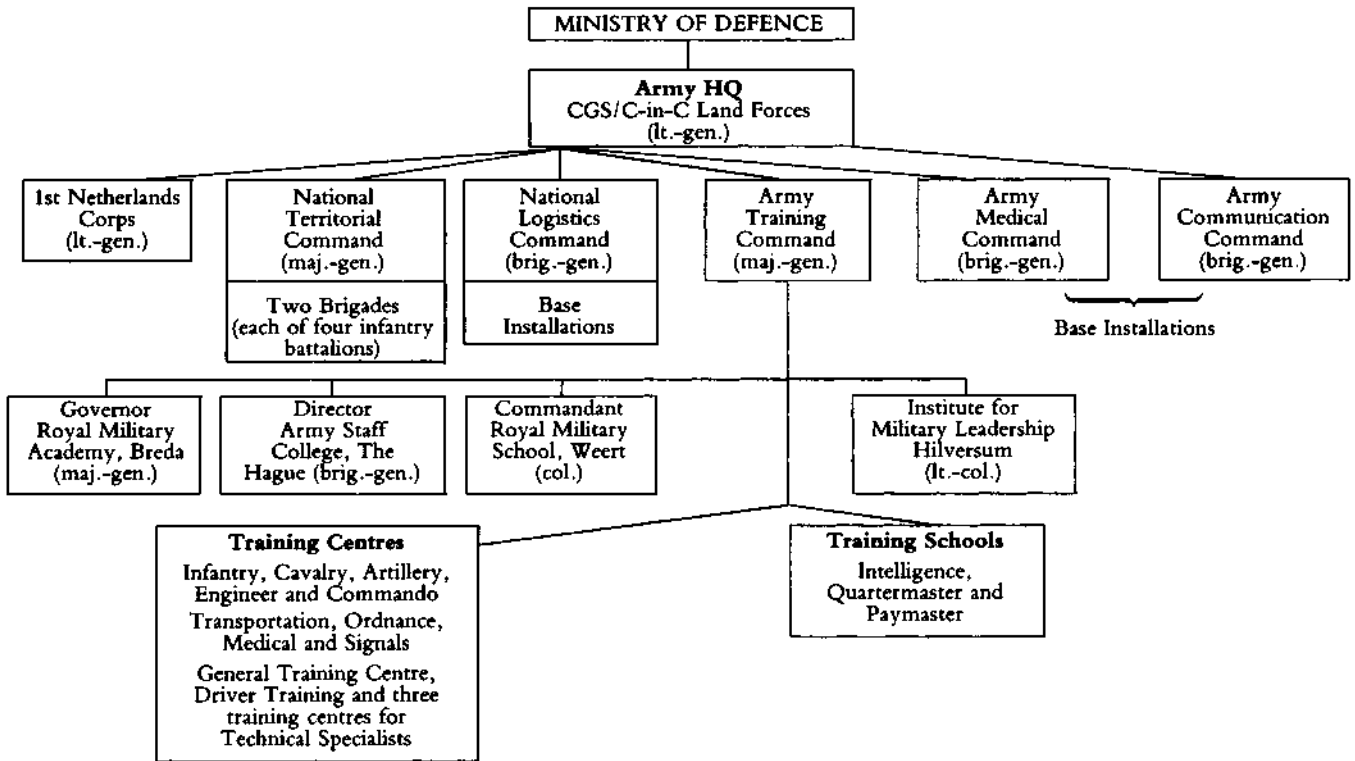 MINISTRY OF DEFENCE
Army HQ
CGS/C-in-C Land Forces
(lt.-gen.)
1st Netherlands
Corps
(lt.-gen.)
National
Territorial
Command
(maj.-gen.)
Two Brigades
(each of four infantry
battalions)
National
Logistics
Command
(brig.-gen.)
Base
Installations
Army
Training
Command
(maj.-gen.)
Army
Medical
Command
(brig.-gen.)
Army
Communication
Command
(brig.-gen.)
Base Installations
Governor
Royal Military
Academy, Breda
(maj.-gen.)
Director
Army Staff
College, The
Hague (brig.-gen.)
Commandant
Royal Military
School, Weert
(col.)
Institute for
Military Leadership
Hilversum
(lt.-col.)
Training Centres
Infantry, Cavalry, Artillery,
Engineer and Commando
Transportation, Ordnance,
Medical and Signals
General Training Centre,
Driver Training and three
training centres for
Technical Specialists
Training Schools
Intelligence,
Quartermaster and
Paymaster